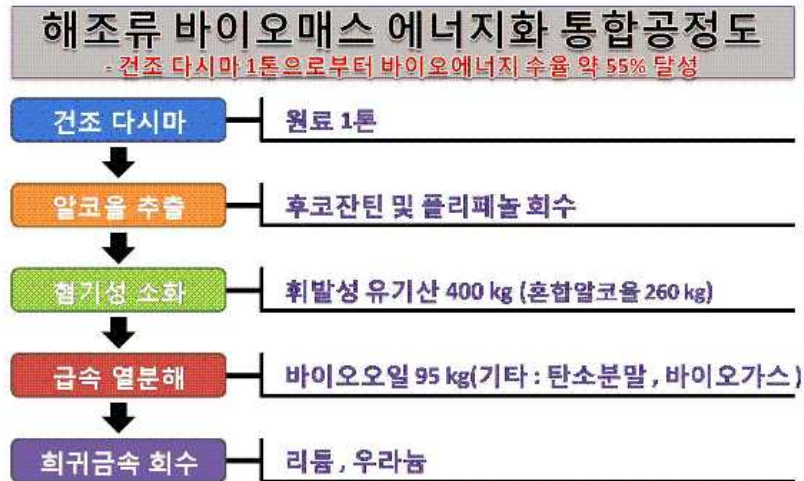 해조류 바이오매스 에너지화 통합공정도
- 건조 다시마 1톤으로부터 바이오에너지 수율 약 55% 달성
건조 다시마
원료 1톤
알코올 추출
후코잔틴 및 플리페놀 회수
혐기성 소화
휘발성 유기산 400 kg (혼합알코올 260 kg)
급속 열분해
바이오오일 95 kg(기타 : 탄소분말 , 바이오가스 )
희귀금속 회수
리튬 , 우라늄